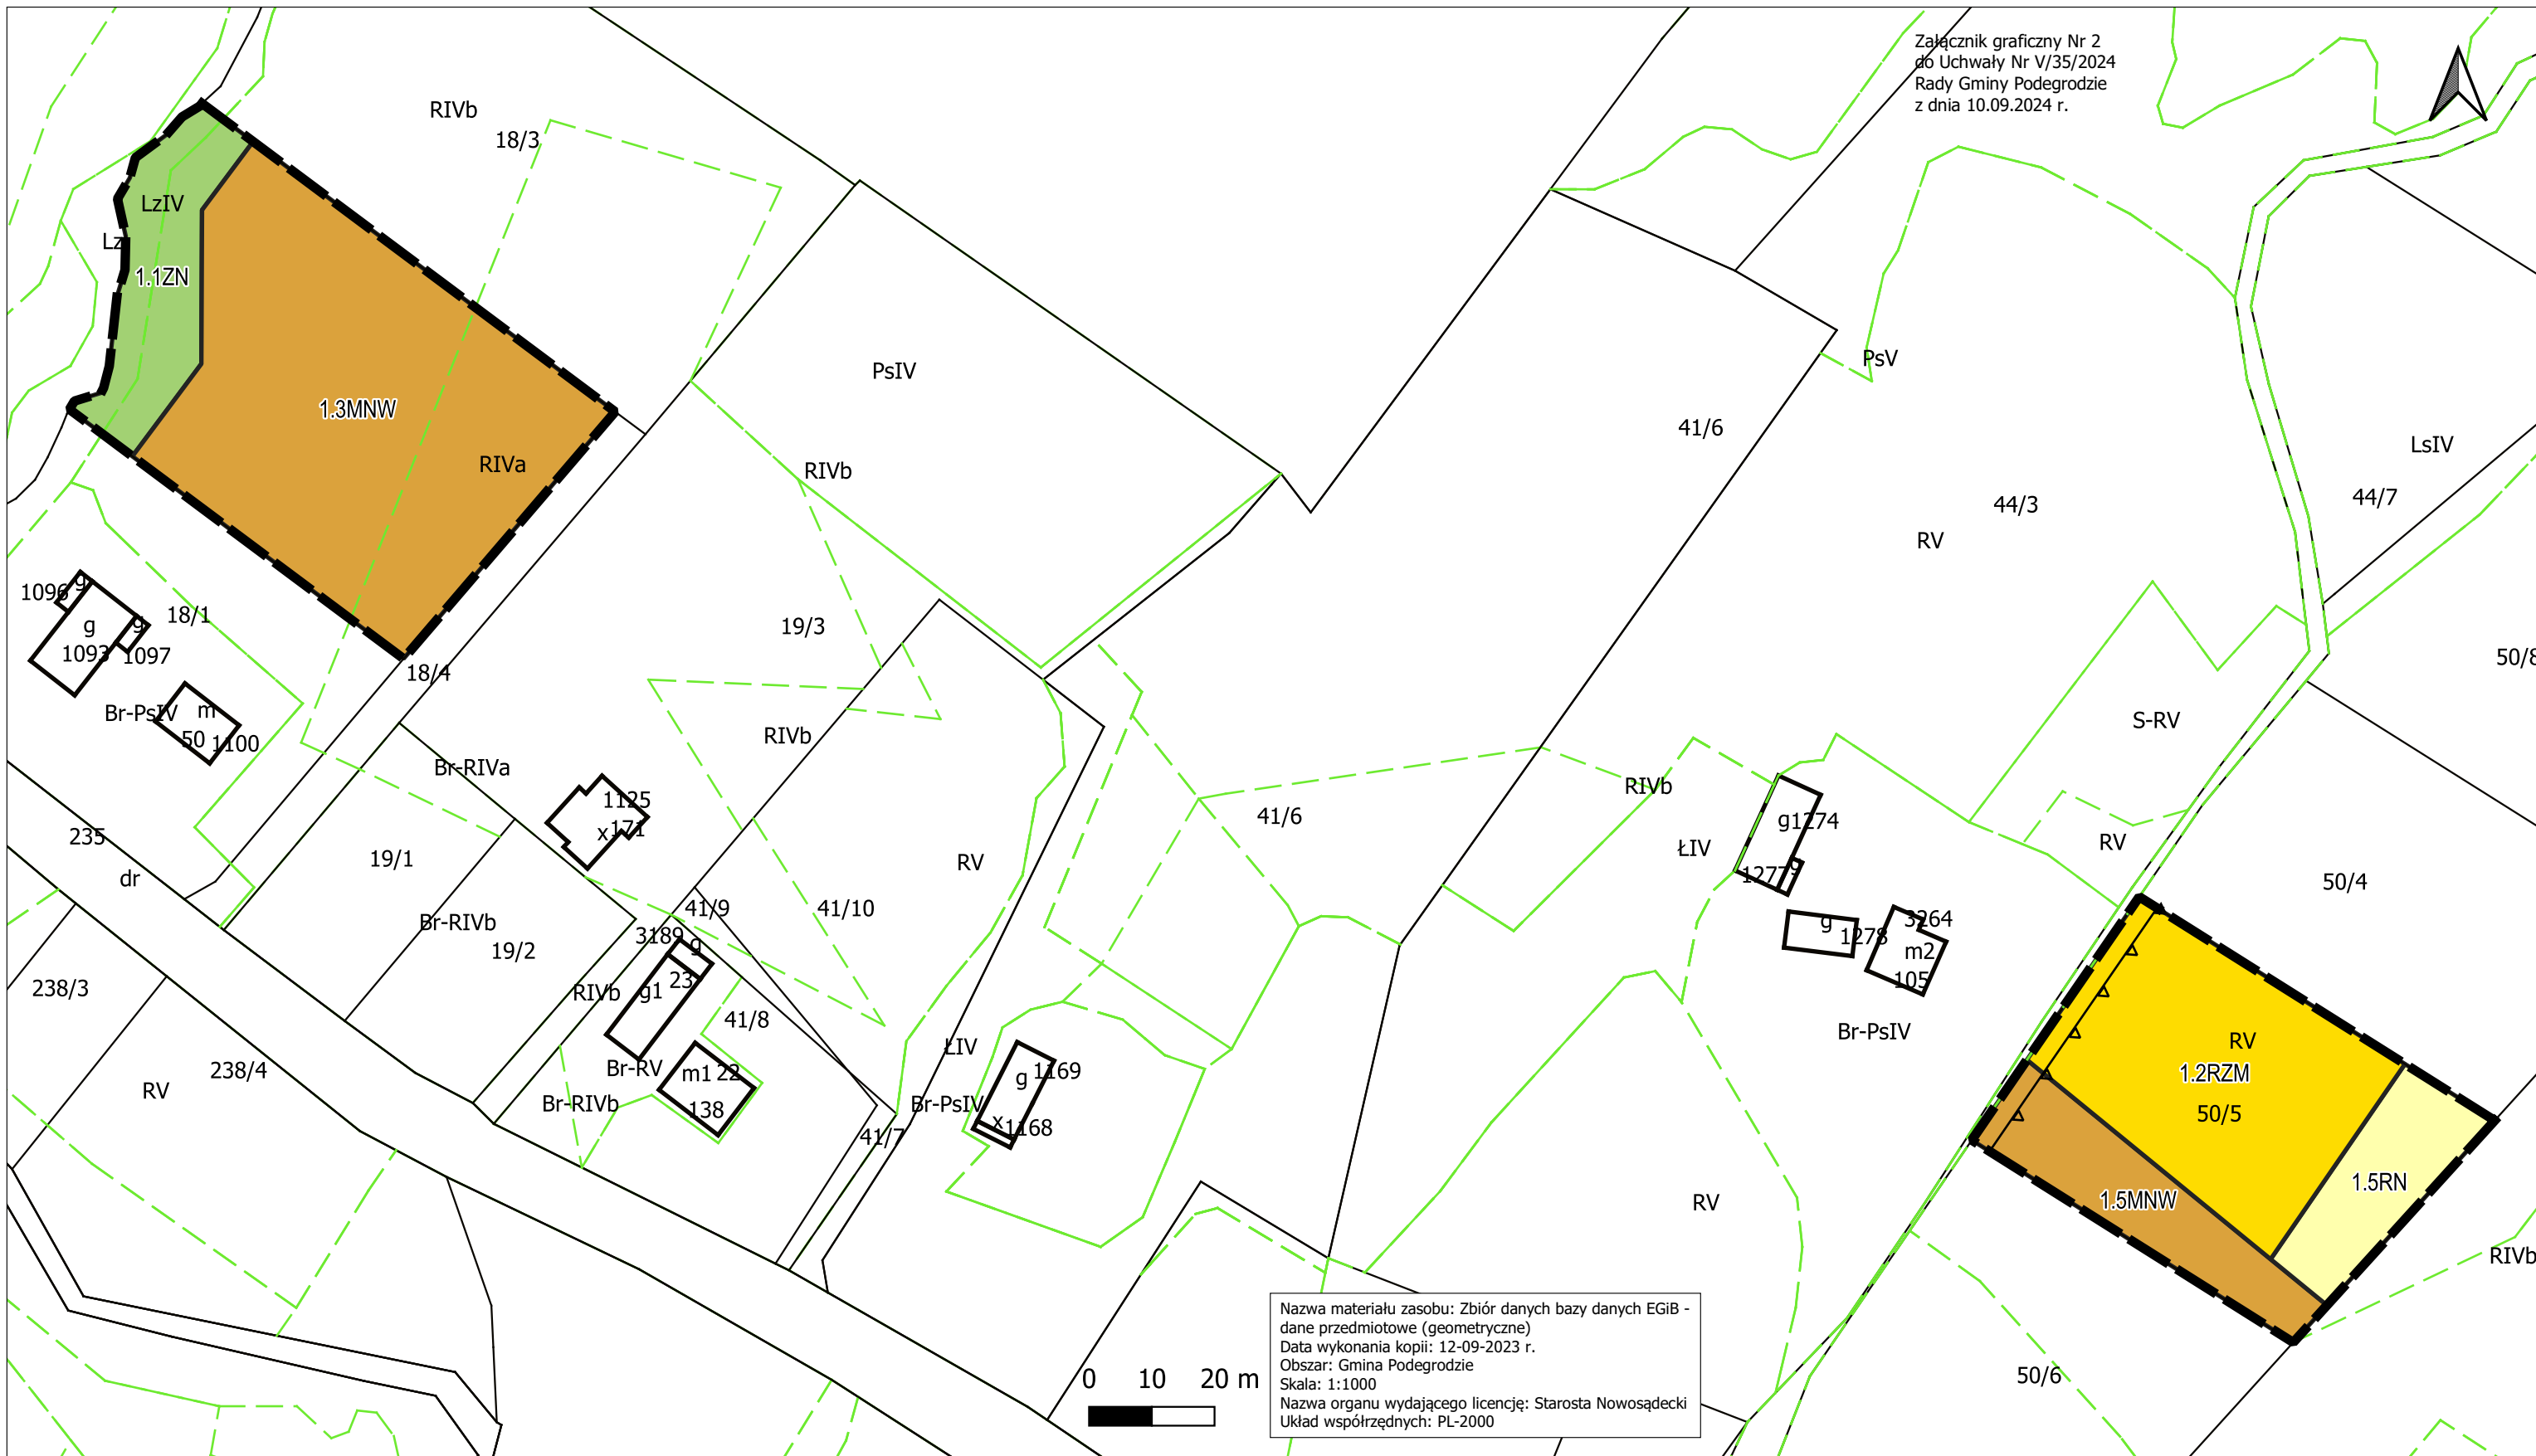 Załącznik graficzny Nr 2
do Uchwały Nr V/35/2024
Rady Gminy Podegrodzie
z dnia 10.09.2024 r.
RIVb
18/3
LzIV
Lz
1.1ZN
1.3MNW
RIVa
PsIV
RIVb
PsV
41/6
LsIV
44/7
44/3
RV
1096
g
g
1093
g
1097
18/1
19/3
18/4
50/8
Br-PsIV
m
50
1100
RIVb
S-RV
Br-RIVa
1125
x
171
RIVb
41/6
g1274
235
dr
19/1
RV
ŁIV
1277
g
RV
50/4
Br-RIVb
19/2
41/9
41/10
3189
g
g
1278
3264
m2
105
238/3
RIVb
g1
23
41/8
Br-PsIV
RV
238/4
RV
Br-RV
m1
22
138
Br-RIVb
ŁIV
g
1169
Br-PsIV
x
1168
41/7
1.2RZM
50/5
1.5RN
1.5MNW
RV
RIVb
50/6
0 10 20 m
Nazwa materiału zasobu: Zbiór danych bazy danych EGiB -
dane przedmiotowe (geometryczne)
Data wykonania kopii: 12-09-2023 r.
Obszar: Gmina Podegrodzie
Skala: 1:1000
Nazwa organu wydającego licencję: Starosta Nowosądecki
Układ współrzędnych: PL-2000